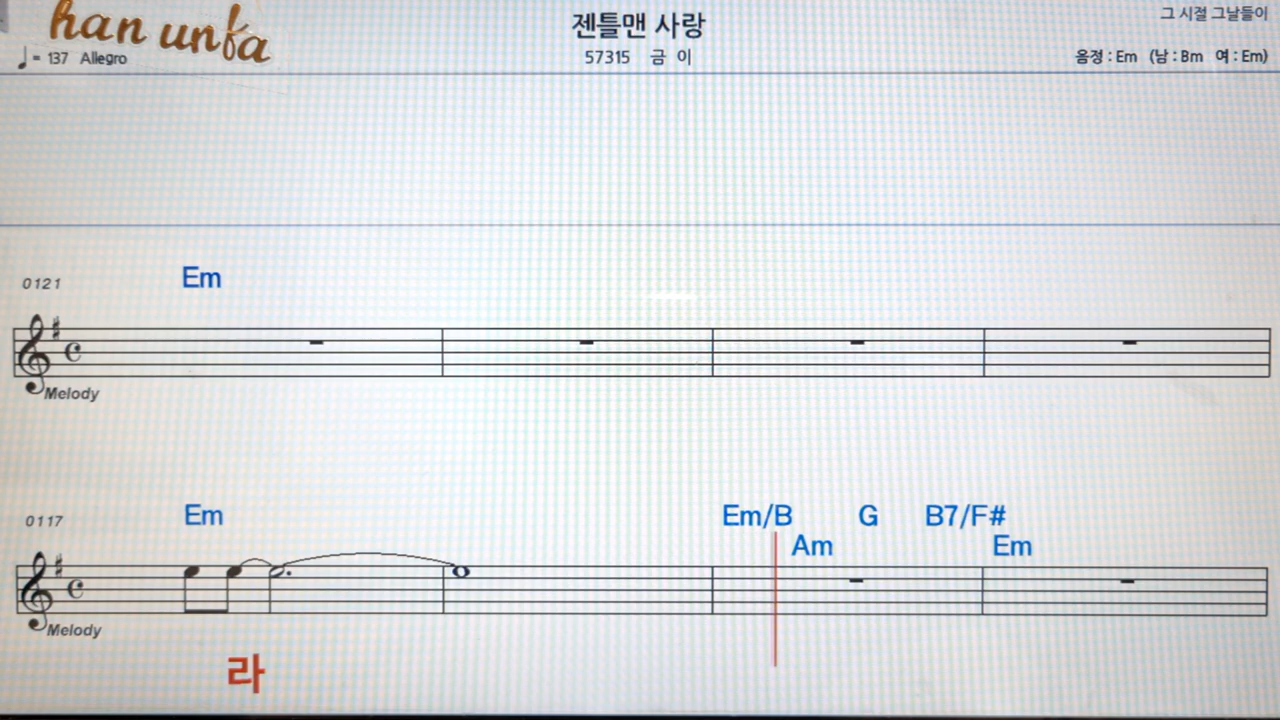 han unfa
젠틀맨 사랑
그 시절 그날들이
♩= 137 Allegro
57315 금 이
음정 : Em (남 : Bm 여 : Em)
0121
Em
Melody
0117
Em
Em/B G B7/F#
Am Em
Melody
라